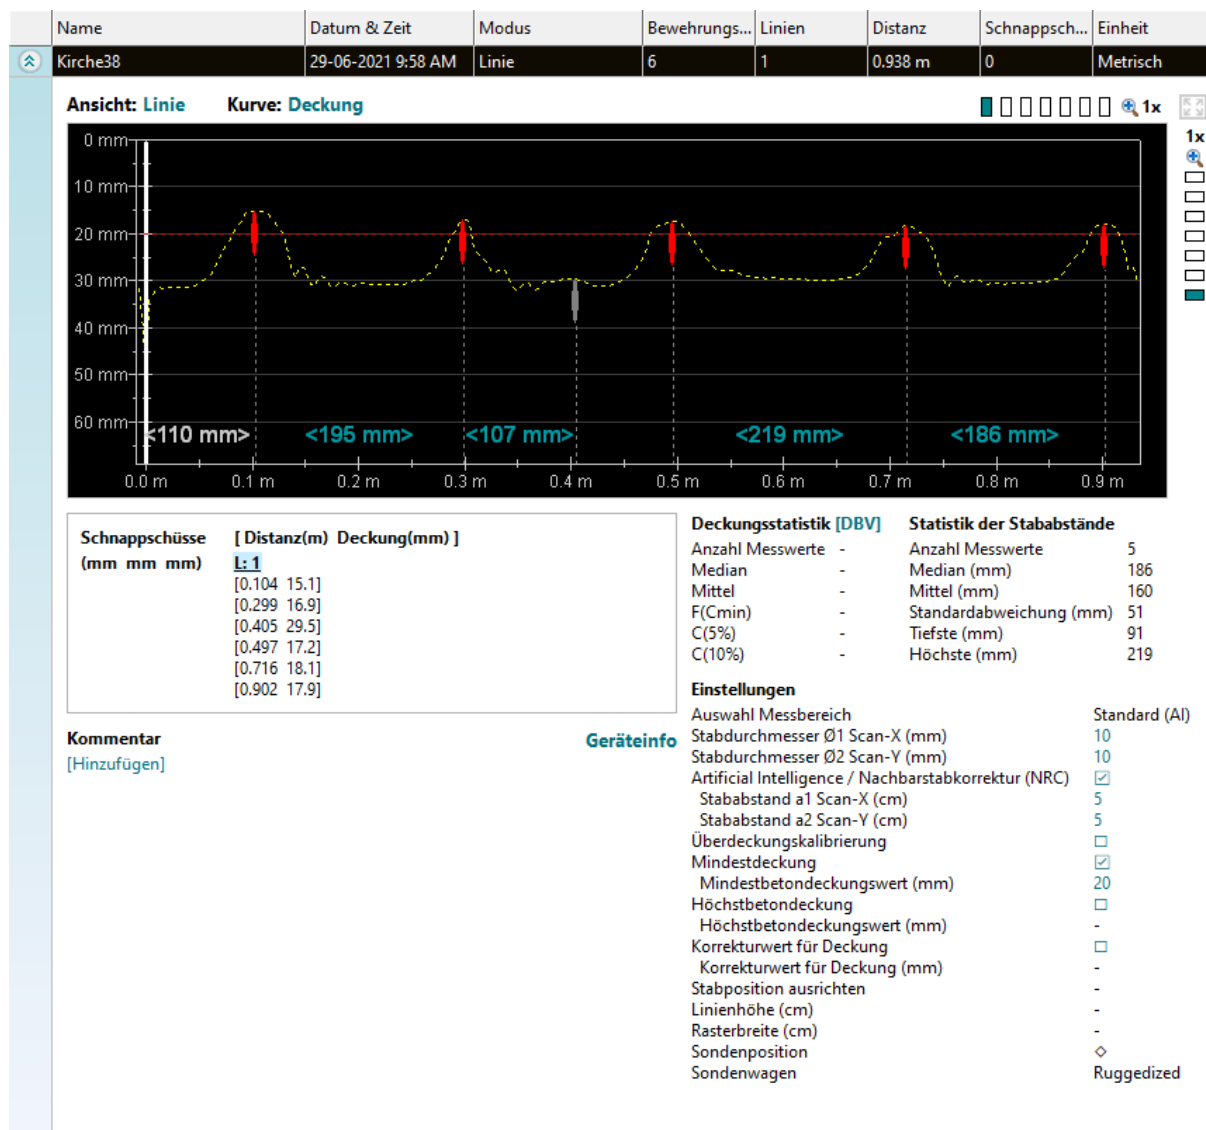 Name Datum & Zeit Modus Bewehrungs... Linien Distanz Schnappsch... Einheit
Kirche38 29-06-2021 9:58 AM Linie 6 1 0.938 m 0 Metrisch
Ansicht: Linie Kurve: Deckung 1x
1x
0 mm
10 mm
20 mm
30 mm
40 mm
50 mm
60 mm
<110 mm> <195 mm> <107 mm> <219 mm> <186 mm>
0.0 m 0.1 m 0.2 m 0.3 m 0.4 m 0.5 m 0.6 m 0.7 m 0.8 m 0.9 m
Schnappschüsse [ Distanz(m) Deckung(mm) ]
(mm mm mm) L: 1
[0.104 15.1]
[0.299 16.9]
[0.405 29.5]
[0.497 17.2]
[0.716 18.1]
[0.902 17.9]
Kommentar Geräteinfo
[Hinzufügen]
Deckungsstatistik [DBV] Statistik der Stababstände
Anzahl Messwerte - Anzahl Messwerte 5
Median - Median (mm) 186
Mittel - Mittel (mm) 160
F(Cmin) - Standardabweichung (mm) 51
C(5%) - Tiefste (mm) 91
C(10%) - Höchste (mm) 219
Einstellungen
Auswahl Messbereich Standard (AI)
Stabdurchmesser Ø1 Scan-X (mm) 10
Stabdurchmesser Ø2 Scan-Y (mm) 10
Artificial Intelligence / Nachbarstabkorrektur (NRC)
Stababstand a1 Scan-X (cm) 5
Stababstand a2 Scan-Y (cm) 5
Überdeckungskalibrierung
Mindestdeckung
Mindestbetondeckungswert (mm) 20
Höchstbetondeckung
Höchstbetondeckungswert (mm) -
Korrekturwert für Deckung
Korrekturwert für Deckung (mm) -
Stabposition ausrichten -
Linienhöhe (cm) -
Rasterbreite (cm) -
Sondenposition
Sondenwagen Ruggedized